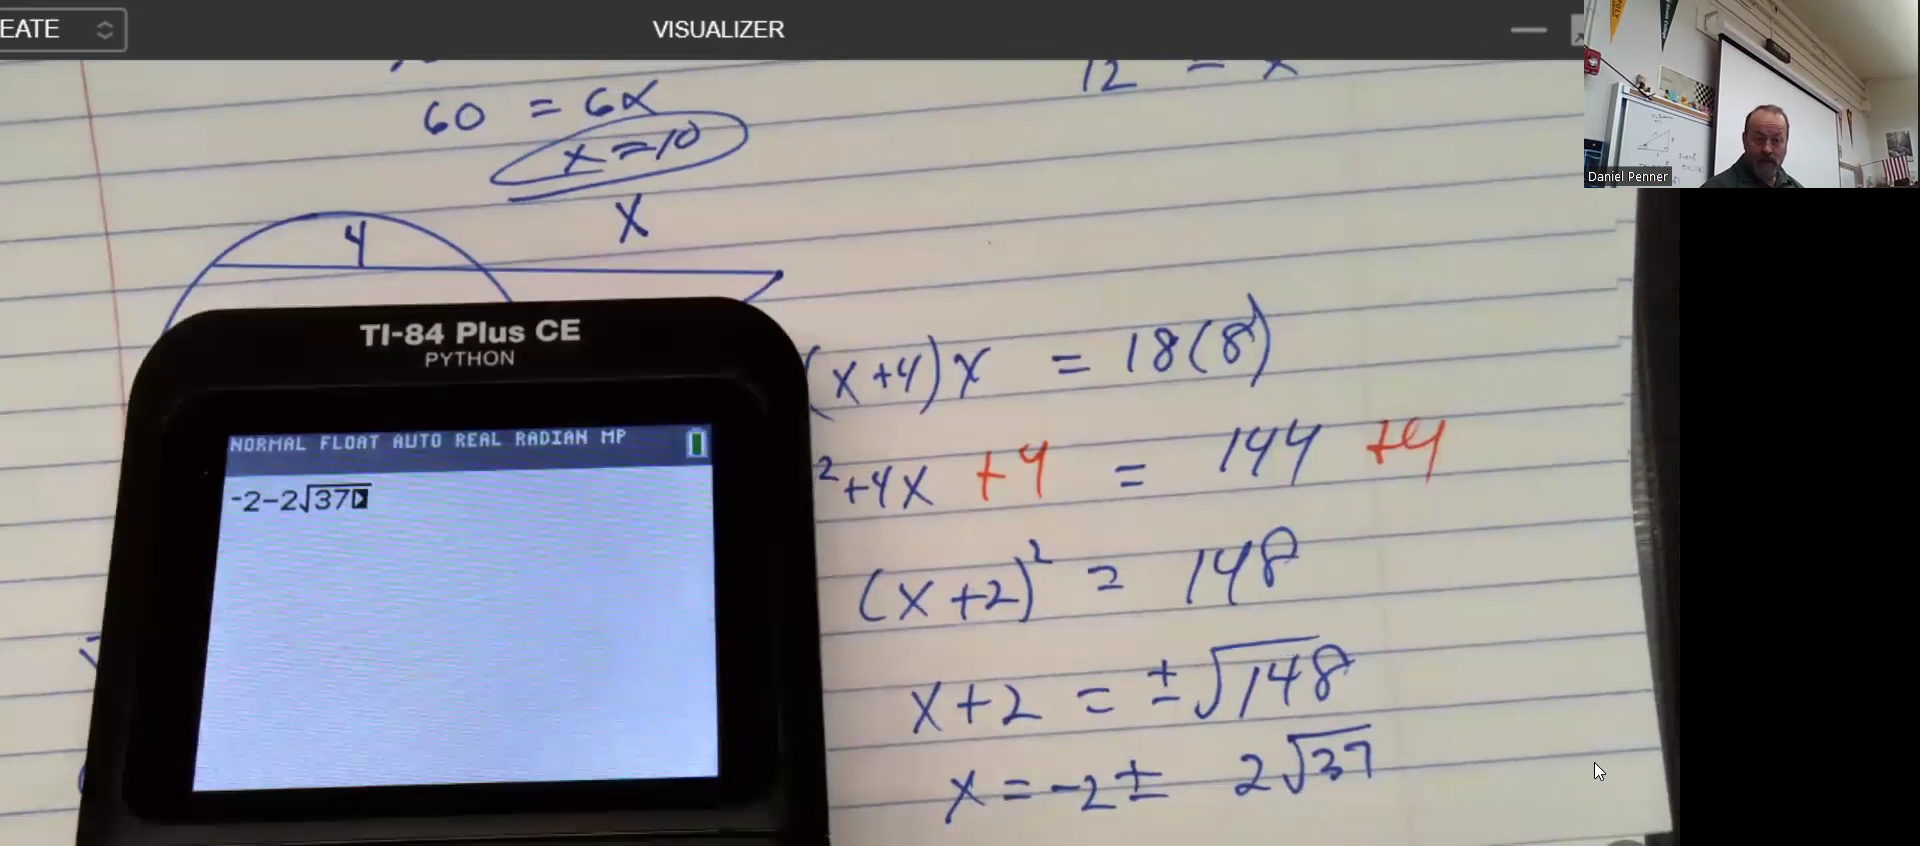 EATE
VISUALIZER
60 = 6x
x = 10
12 = x
4
x
TI-84 Plus CE
PYTHON
NORMAL FLOAT AUTO REAL RADIAN MP
-2-2√37
(x+4)x = 18(8)
²+4x +4 = 144 +4
(x+2)² = 148
x+2 = ±√148
x = -2 ± 2√37
Daniel Penner